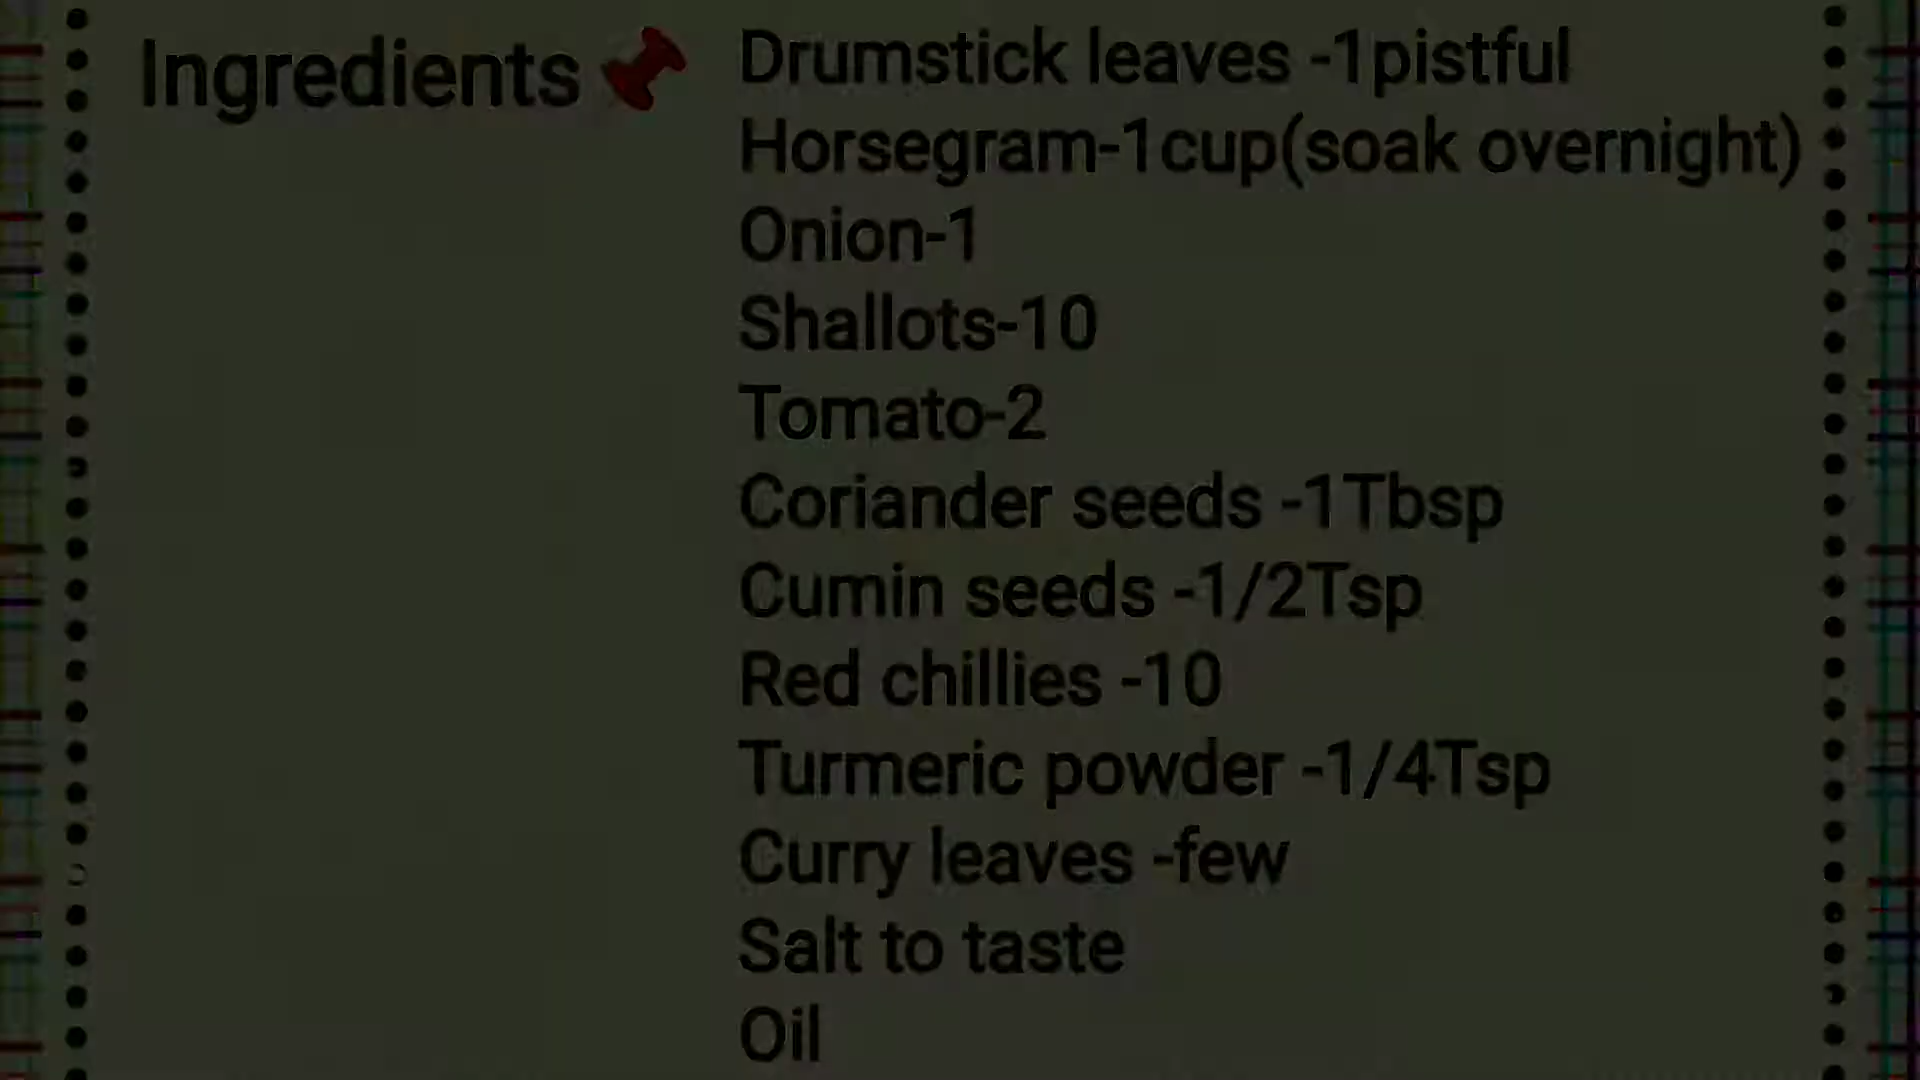 Ingredients 📌
Drumstick leaves -1pistful
Horsegram-1cup(soak overnight)
Onion-1
Shallots-10
Tomato-2
Coriander seeds -1Tbsp
Cumin seeds -1/2Tsp
Red chillies -10
Turmeric powder -1/4Tsp
Curry leaves -few
Salt to taste
Oil